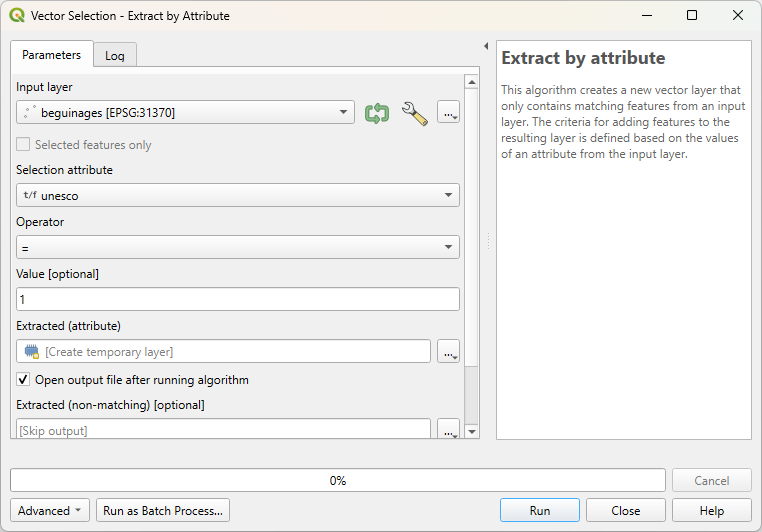 Vector Selection - Extract by Attribute
Parameters
Log
Input layer
beguinages [EPSG:31370]
...
Selected features only
Selection attribute
t/f unesco
Operator
=
Value [optional]
1
Extracted (attribute)
[Create temporary layer]
...
Open output file after running algorithm
Extracted (non-matching) [optional]
[Skip output]
...
Extract by attribute
This algorithm creates a new vector layer that
only contains matching features from an input
layer. The criteria for adding features to the
resulting layer is defined based on the values
of an attribute from the input layer.
0%
Cancel
Advanced
Run as Batch Process...
Run
Close
Help